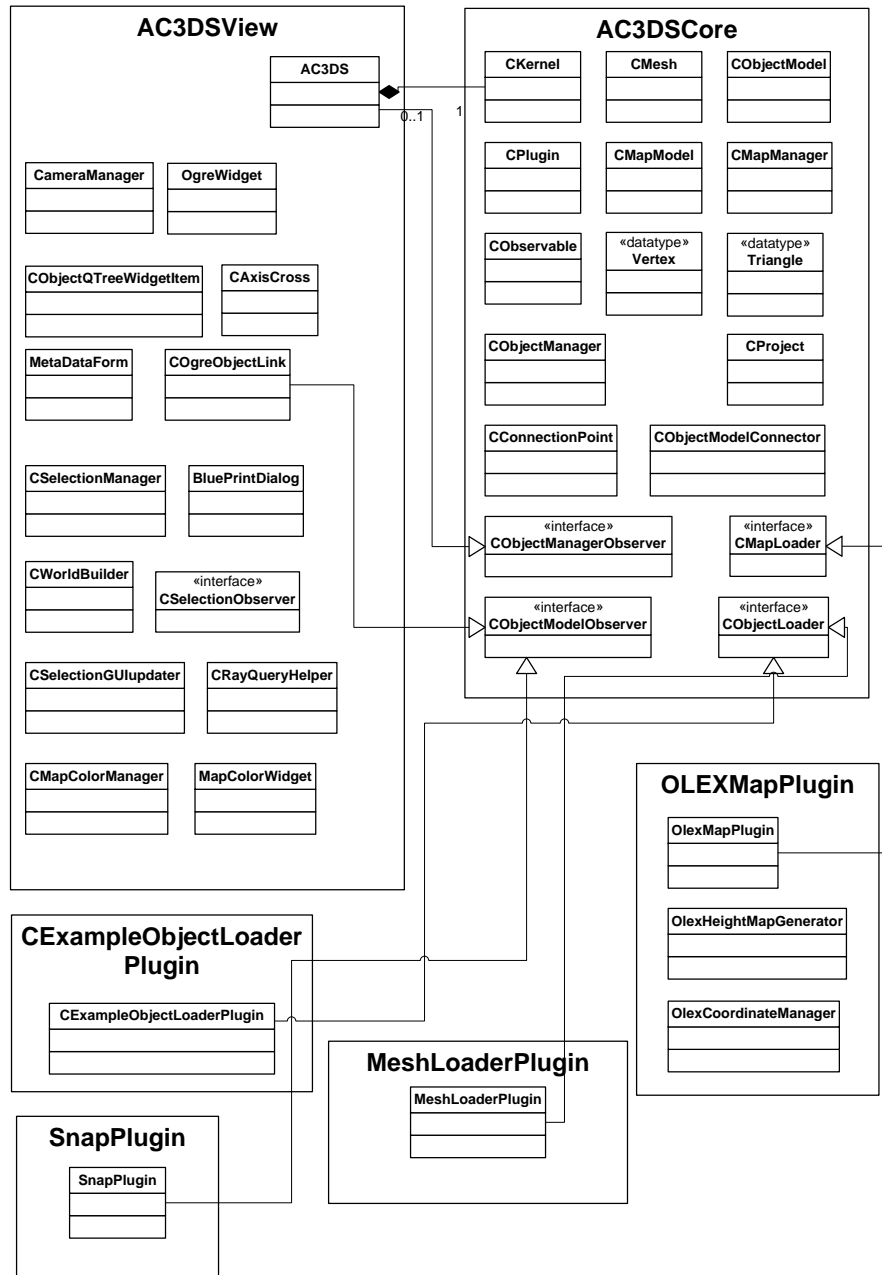 AC3DSView
AC3DS
0..1
CameraManager
OgreWidget
CObjectQTreeWidgetItem
CAxisCross
MetaDataForm
COgreObjectLink
CSelectionManager
BluePrintDialog
CWorldBuilder
«interface»
CSelectionObserver
CSelectionGUIupdater
CRayQueryHelper
CMapColorManager
MapColorWidget
AC3DSCore
1
CKernel
CMesh
CObjectModel
CPlugin
CMapModel
CMapManager
CObservable
«datatype»
Vertex
«datatype»
Triangle
CObjectManager
CProject
CConnectionPoint
CObjectModelConnector
«interface»
CObjectManagerObserver
«interface»
CMapLoader
«interface»
CObjectModelObserver
«interface»
CObjectLoader
OLEXMapPlugin
OlexMapPlugin
OlexHeightMapGenerator
OlexCoordinateManager
CExampleObjectLoader
Plugin
CExampleObjectLoaderPlugin
MeshLoaderPlugin
MeshLoaderPlugin
SnapPlugin
SnapPlugin